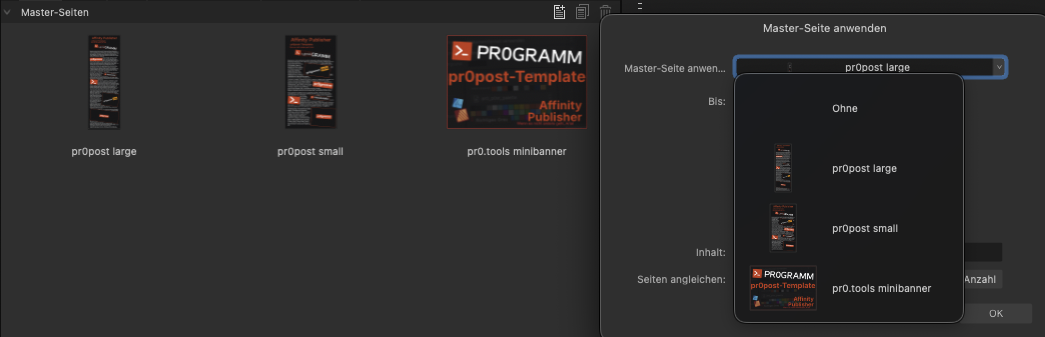 Master-Seiten
PR0GRAMM
pr0post-Template
Affinity
Publisher
pr0post large
pr0post small
pr0.tools minibanner
Master-Seite anwenden
Master-Seite anwen...
pr0post large
Bis:
Ohne
pr0post large
pr0post small
PR0GRAMM
pr0post-Template
Affinity
Publisher
pr0.tools minibanner
Inhalt:
Seiten angleichen:
Anzahl
OK